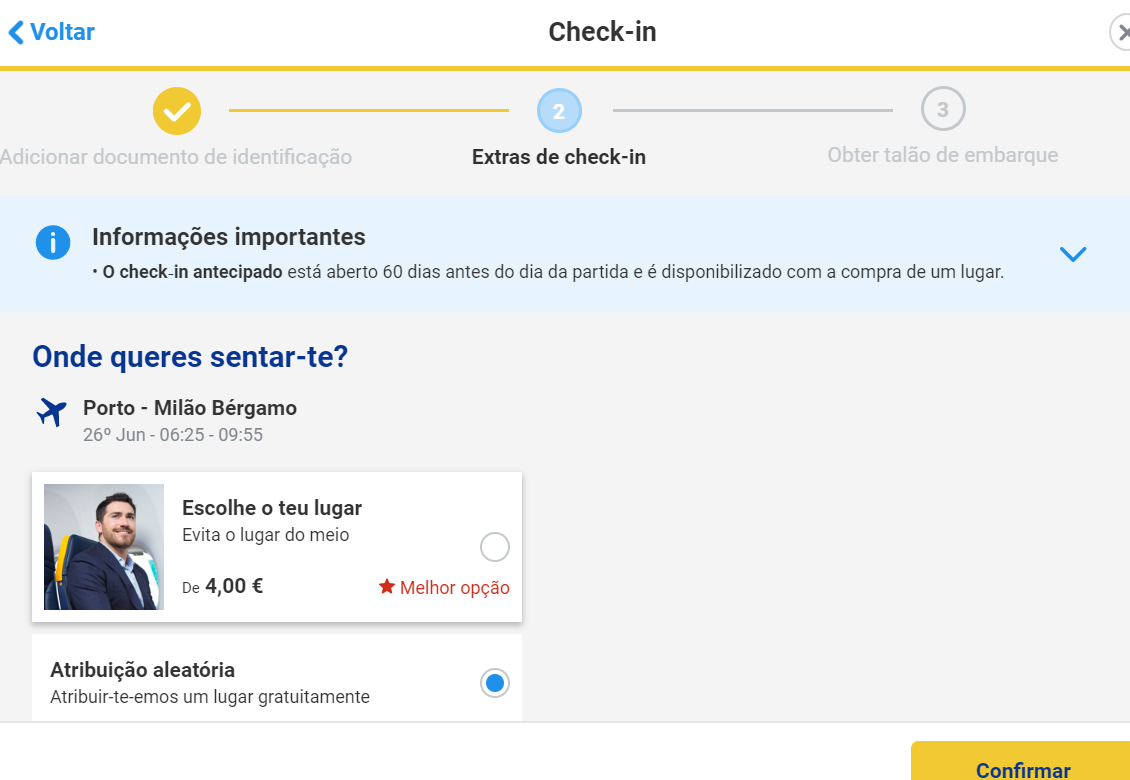 Voltar
Check-in
2
3
Adicionar documento de identificação
Extras de check-in
Obter talão de embarque
Informações importantes
• O check-in antecipado está aberto 60 dias antes do dia da partida e é disponibilizado com a compra de um lugar.
Onde queres sentar-te?
Porto - Milão Bérgamo
26º Jun - 06:25 - 09:55
Escolhe o teu lugar
Evita o lugar do meio
De 4,00 €
Melhor opção
Atribuição aleatória
Atribuir-te-emos um lugar gratuitamente
Confirmar